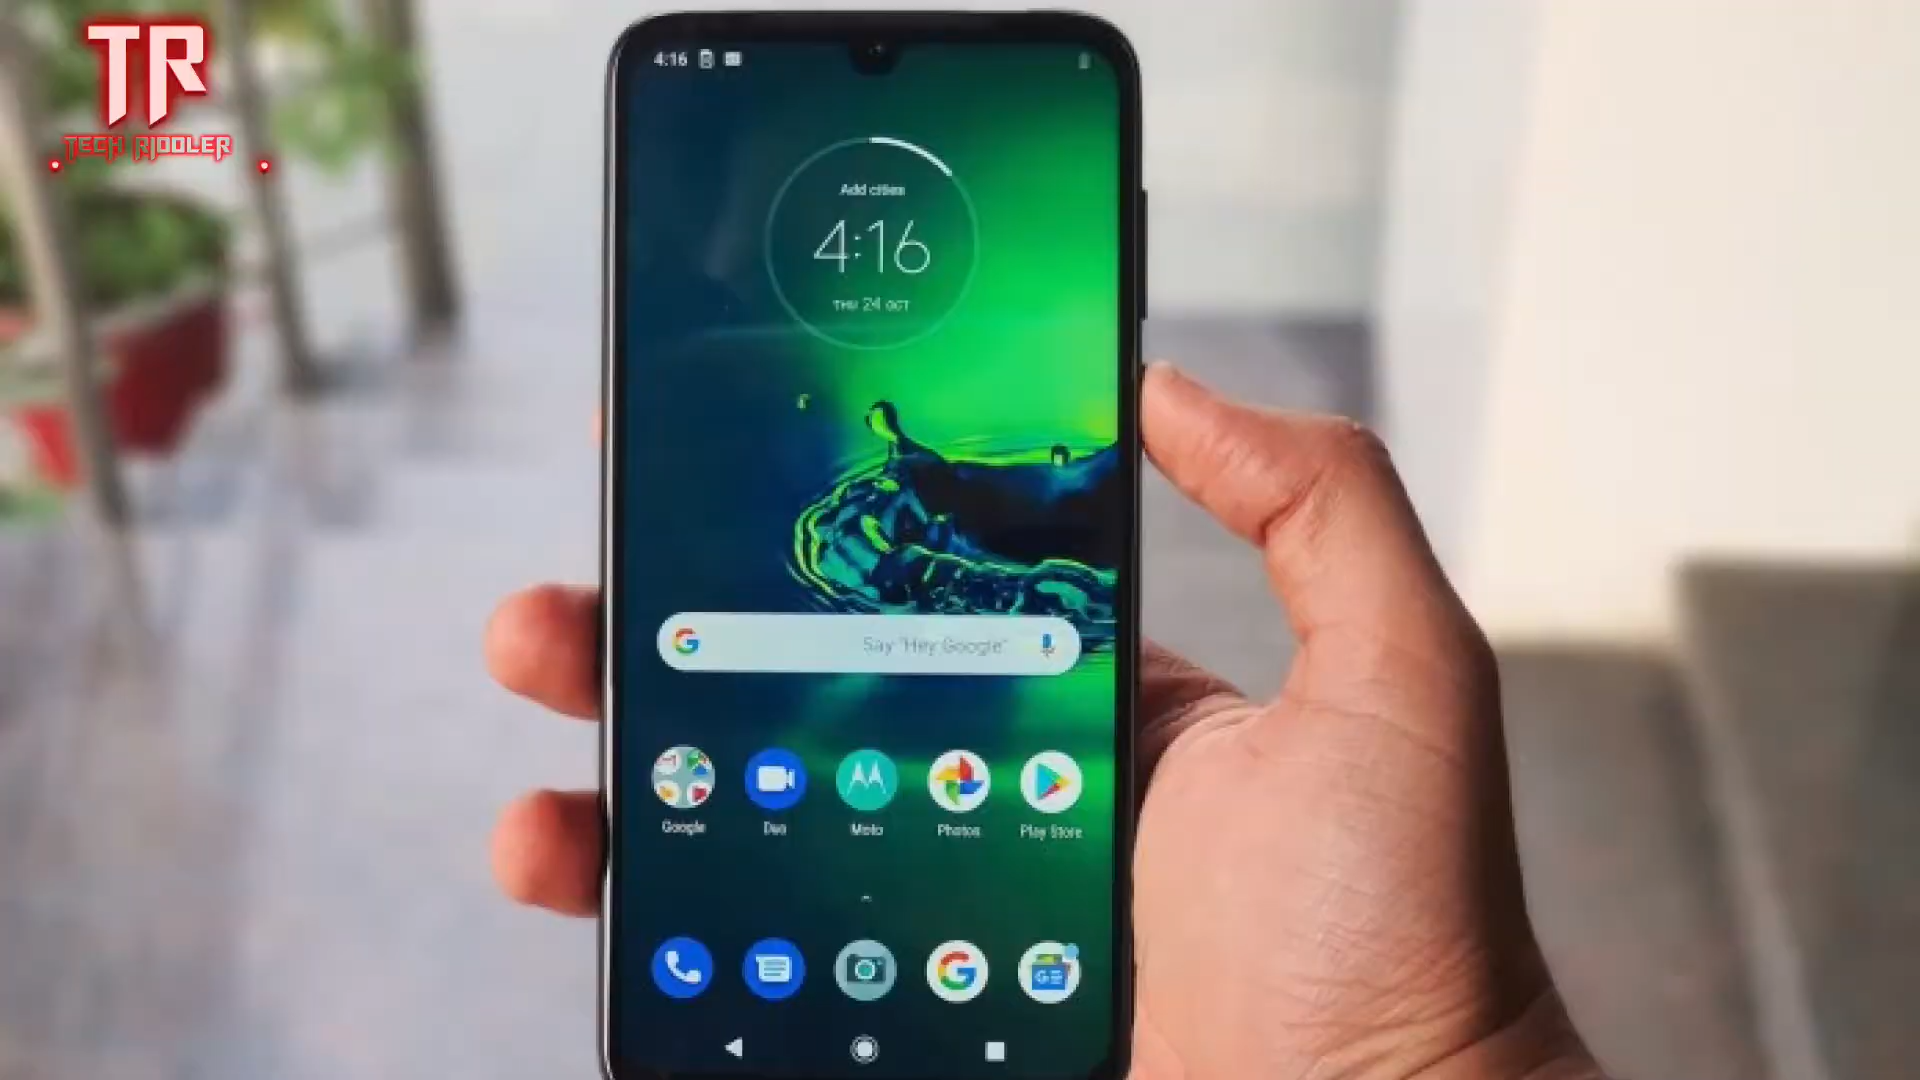 TR
TECH RIDDLER
4:16
Add cities
4:16
THU 24 OCT
Say "Hey Google"
Google
Duo
Moto
Photos
Play Store
GE